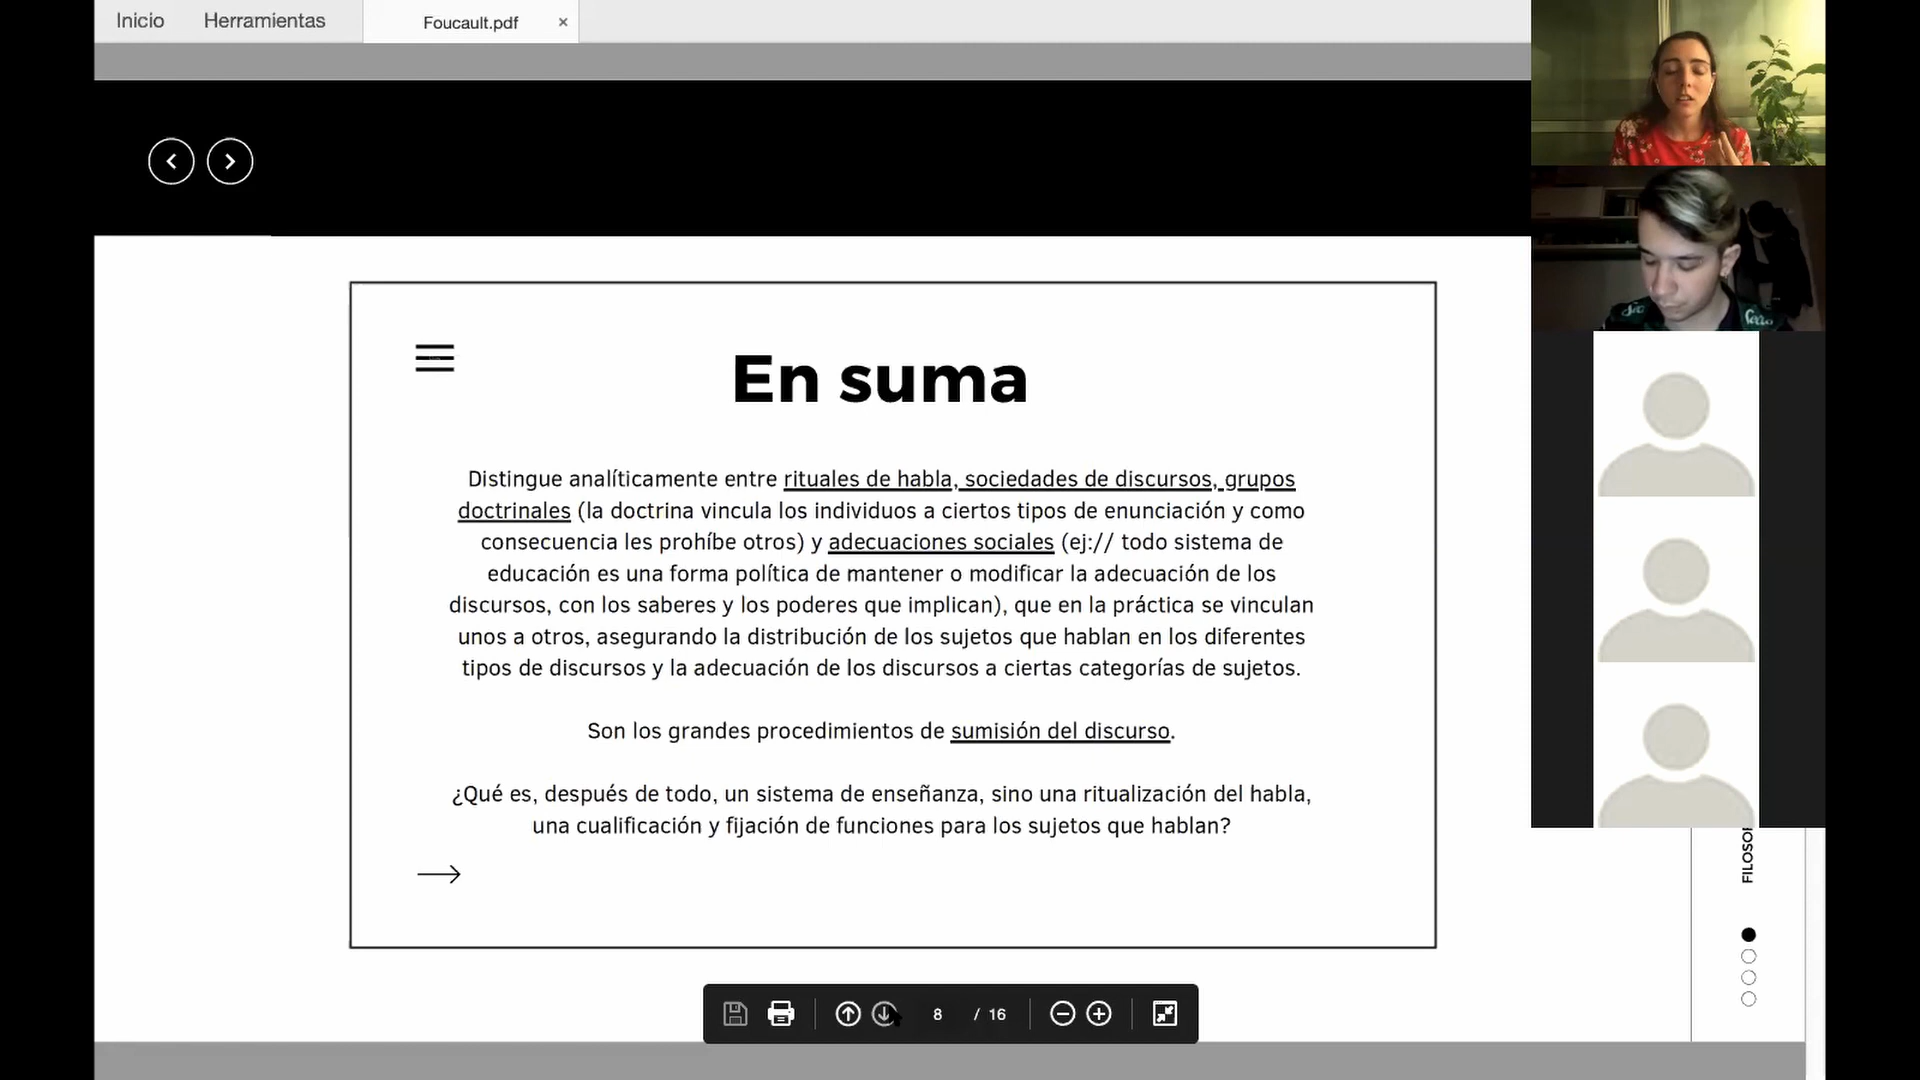 Inicio Herramientas Foucault.pdf
En suma
Distingue analíticamente entre rituales de habla, sociedades de discursos, grupos
doctrinales (la doctrina vincula los individuos a ciertos tipos de enunciación y como
consecuencia les prohíbe otros) y adecuaciones sociales (ej:// todo sistema de
educación es una forma política de mantener o modificar la adecuación de los
discursos, con los saberes y los poderes que implican), que en la práctica se vinculan
unos a otros, asegurando la distribución de los sujetos que hablan en los diferentes
tipos de discursos y la adecuación de los discursos a ciertas categorías de sujetos.
Son los grandes procedimientos de sumisión del discurso.
¿Qué es, después de todo, un sistema de enseñanza, sino una ritualización del habla,
una cualificación y fijación de funciones para los sujetos que hablan?
8 / 16